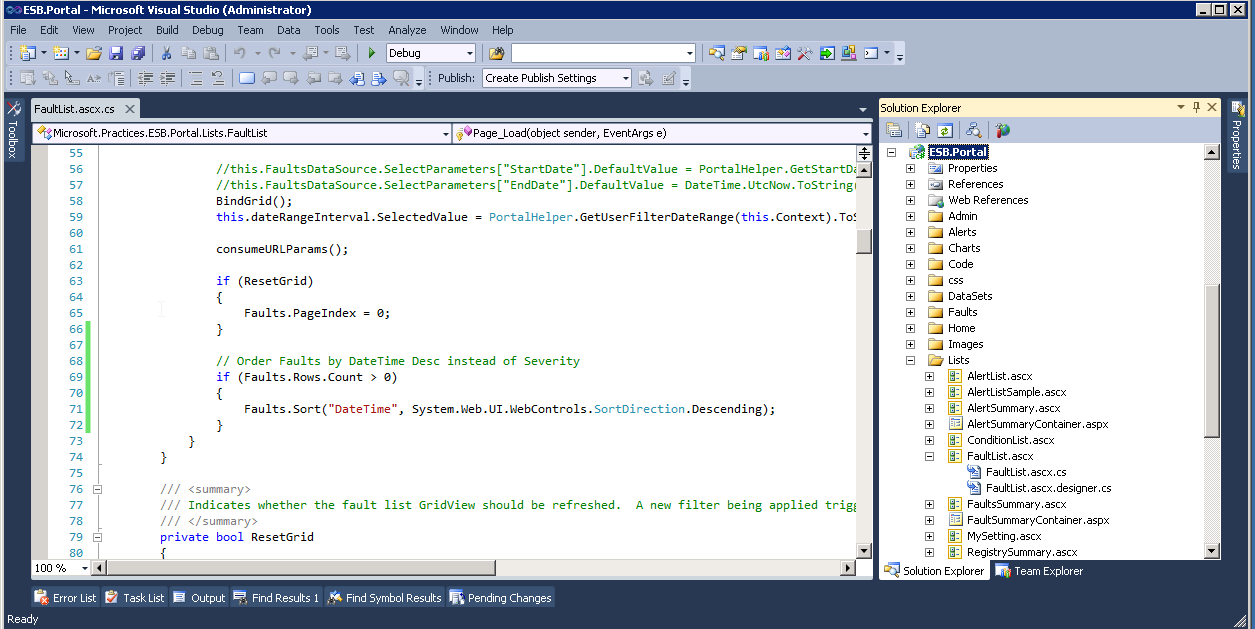 ESB.Portal - Microsoft Visual Studio (Administrator)
File Edit View Project Build Debug Team Data Tools Test Analyze Window Help
Debug
Publish: Create Publish Settings
Toolbox
FaultList.ascx.cs
Microsoft.Practices.ESB.Portal.Lists.FaultList
Page_Load(object sender, EventArgs e)
55
56 //this.FaultsDataSource.SelectParameters["StartDate"].DefaultValue = PortalHelper.GetStartDa
57 //this.FaultsDataSource.SelectParameters["EndDate"].DefaultValue = DateTime.UtcNow.ToString(
58 BindGrid();
59 this.dateRangeInterval.SelectedValue = PortalHelper.GetUserFilterDateRange(this.Context).ToS
60
61 consumeURLParams();
62
63 if (ResetGrid)
64 {
65 Faults.PageIndex = 0;
66 }
67
68 // Order Faults by DateTime Desc instead of Severity
69 if (Faults.Rows.Count > 0)
70 {
71 Faults.Sort("DateTime", System.Web.UI.WebControls.SortDirection.Descending);
72 }
73 }
74 }
75
76 /// <summary>
77 /// Indicates whether the fault list GridView should be refreshed.  A new filter being applied trigg
78 /// </summary>
79 private bool ResetGrid
80 {
100 %
Solution Explorer
ESB.Portal
Properties
References
Web References
Admin
Alerts
Charts
Code
css
DataSets
Faults
Home
Images
Lists
AlertList.ascx
AlertListSample.ascx
AlertSummary.ascx
AlertSummaryContainer.aspx
ConditionList.ascx
FaultList.ascx
FaultList.ascx.cs
FaultList.ascx.designer.cs
FaultsSummary.ascx
FaultSummaryContainer.aspx
MySetting.ascx
RegistrySummary.ascx
Solution Explorer Team Explorer
Properties
Error List Task List Output Find Results 1 Find Symbol Results Pending Changes
Ready